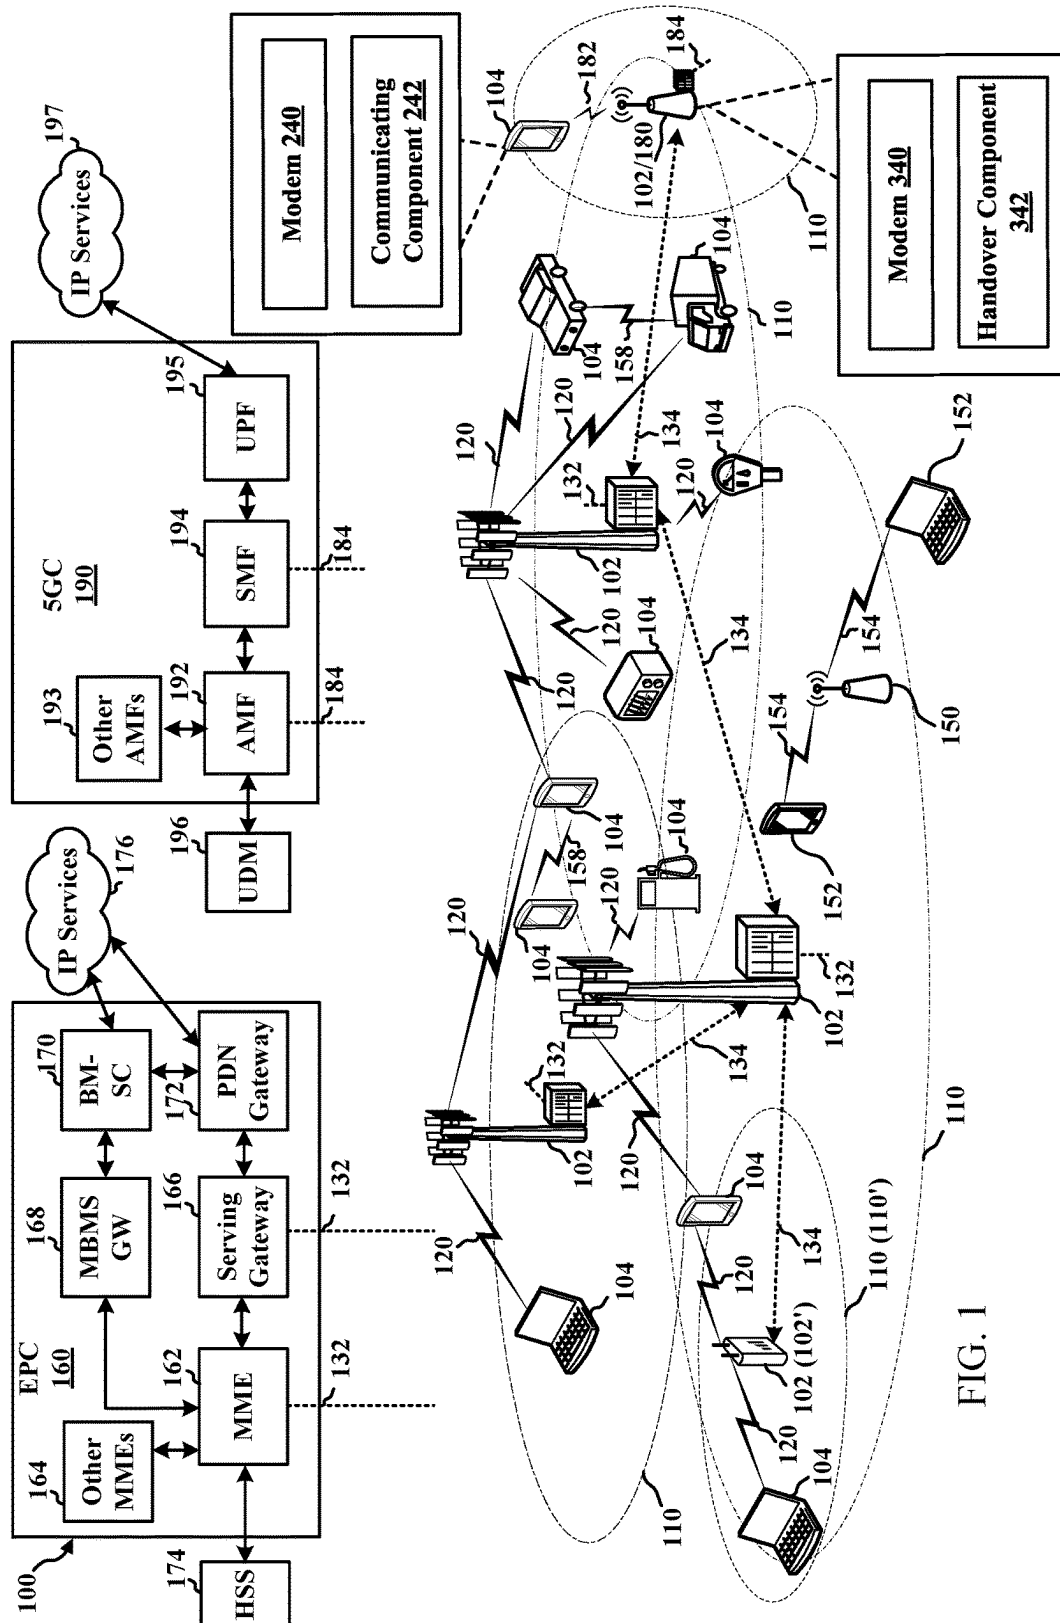 100
EPC
160
Other
MMEs
164
HSS
174
MME
162
132
MBMS
GW
168
Serving
Gateway
166
132
BM-
SC
170
PDN
Gateway
172
IP Services
176
UDM
196
5GC
190
Other
AMFs
193
AMF
192
184
SMF
194
184
UPF
195
IP Services
197
Modem 240
Communicating
Component 242
104
182
184
102/180
110
Modem 340
Handover Component
342
104
158
104
110
120
120
134
132
102
120
104
120
104
120
134
120
104
158
104
120
104
120
132
102
134
132
102
120
104
110
120
104
120
102 (102')
134
110 (110')
120
104
110
152
154
150
154
152
FIG. 1